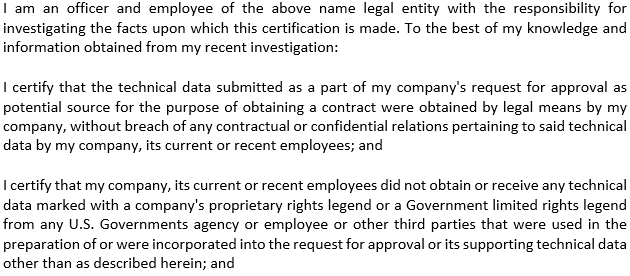 I am an officer and employee of the above name legal entity with the responsibility for
investigating the facts upon which this certification is made. To the best of my knowledge and
information obtained from my recent investigation:
I certify that the technical data submitted as a part of my company's request for approval as
potential source for the purpose of obtaining a contract were obtained by legal means by my
company, without breach of any contractual or confidential relations pertaining to said technical
data by my company, its current or recent employees; and
I certify that my company, its current or recent employees did not obtain or receive any technical
data marked with a company's proprietary rights legend or a Government limited rights legend
from any U.S. Governments agency or employee or other third parties that were used in the
preparation of or were incorporated into the request for approval or its supporting technical data
other than as described herein; and